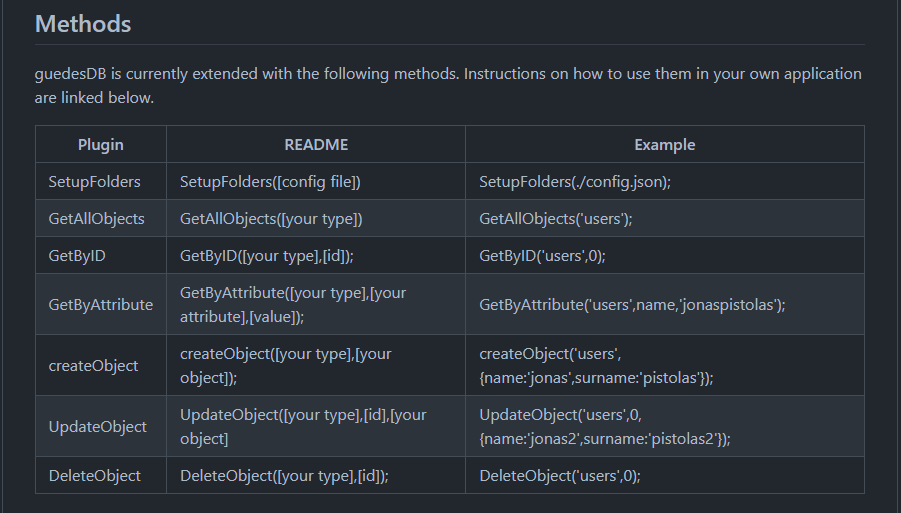 Methods
guedesDB is currently extended with the following methods. Instructions on how to use them in your own application
are linked below.
Plugin README Example
SetupFolders SetupFolders([config file]) SetupFolders(./config.json);
GetAllObjects GetAllObjects([your type]) GetAllObjects('users');
GetByID GetByID([your type],[id]); GetByID('users',0);
GetByAttribute GetByAttribute([your type],[your
attribute],[value]); GetByAttribute('users',name,'jonaspistolas');
createObject createObject([your type],[your
object]); createObject('users',
{name:'jonas',surname:'pistolas'});
UpdateObject UpdateObject([your type],[id],[your
object] UpdateObject('users',0,
{name:'jonas2',surname:'pistolas2'});
DeleteObject DeleteObject([your type],[id]); DeleteObject('users',0);